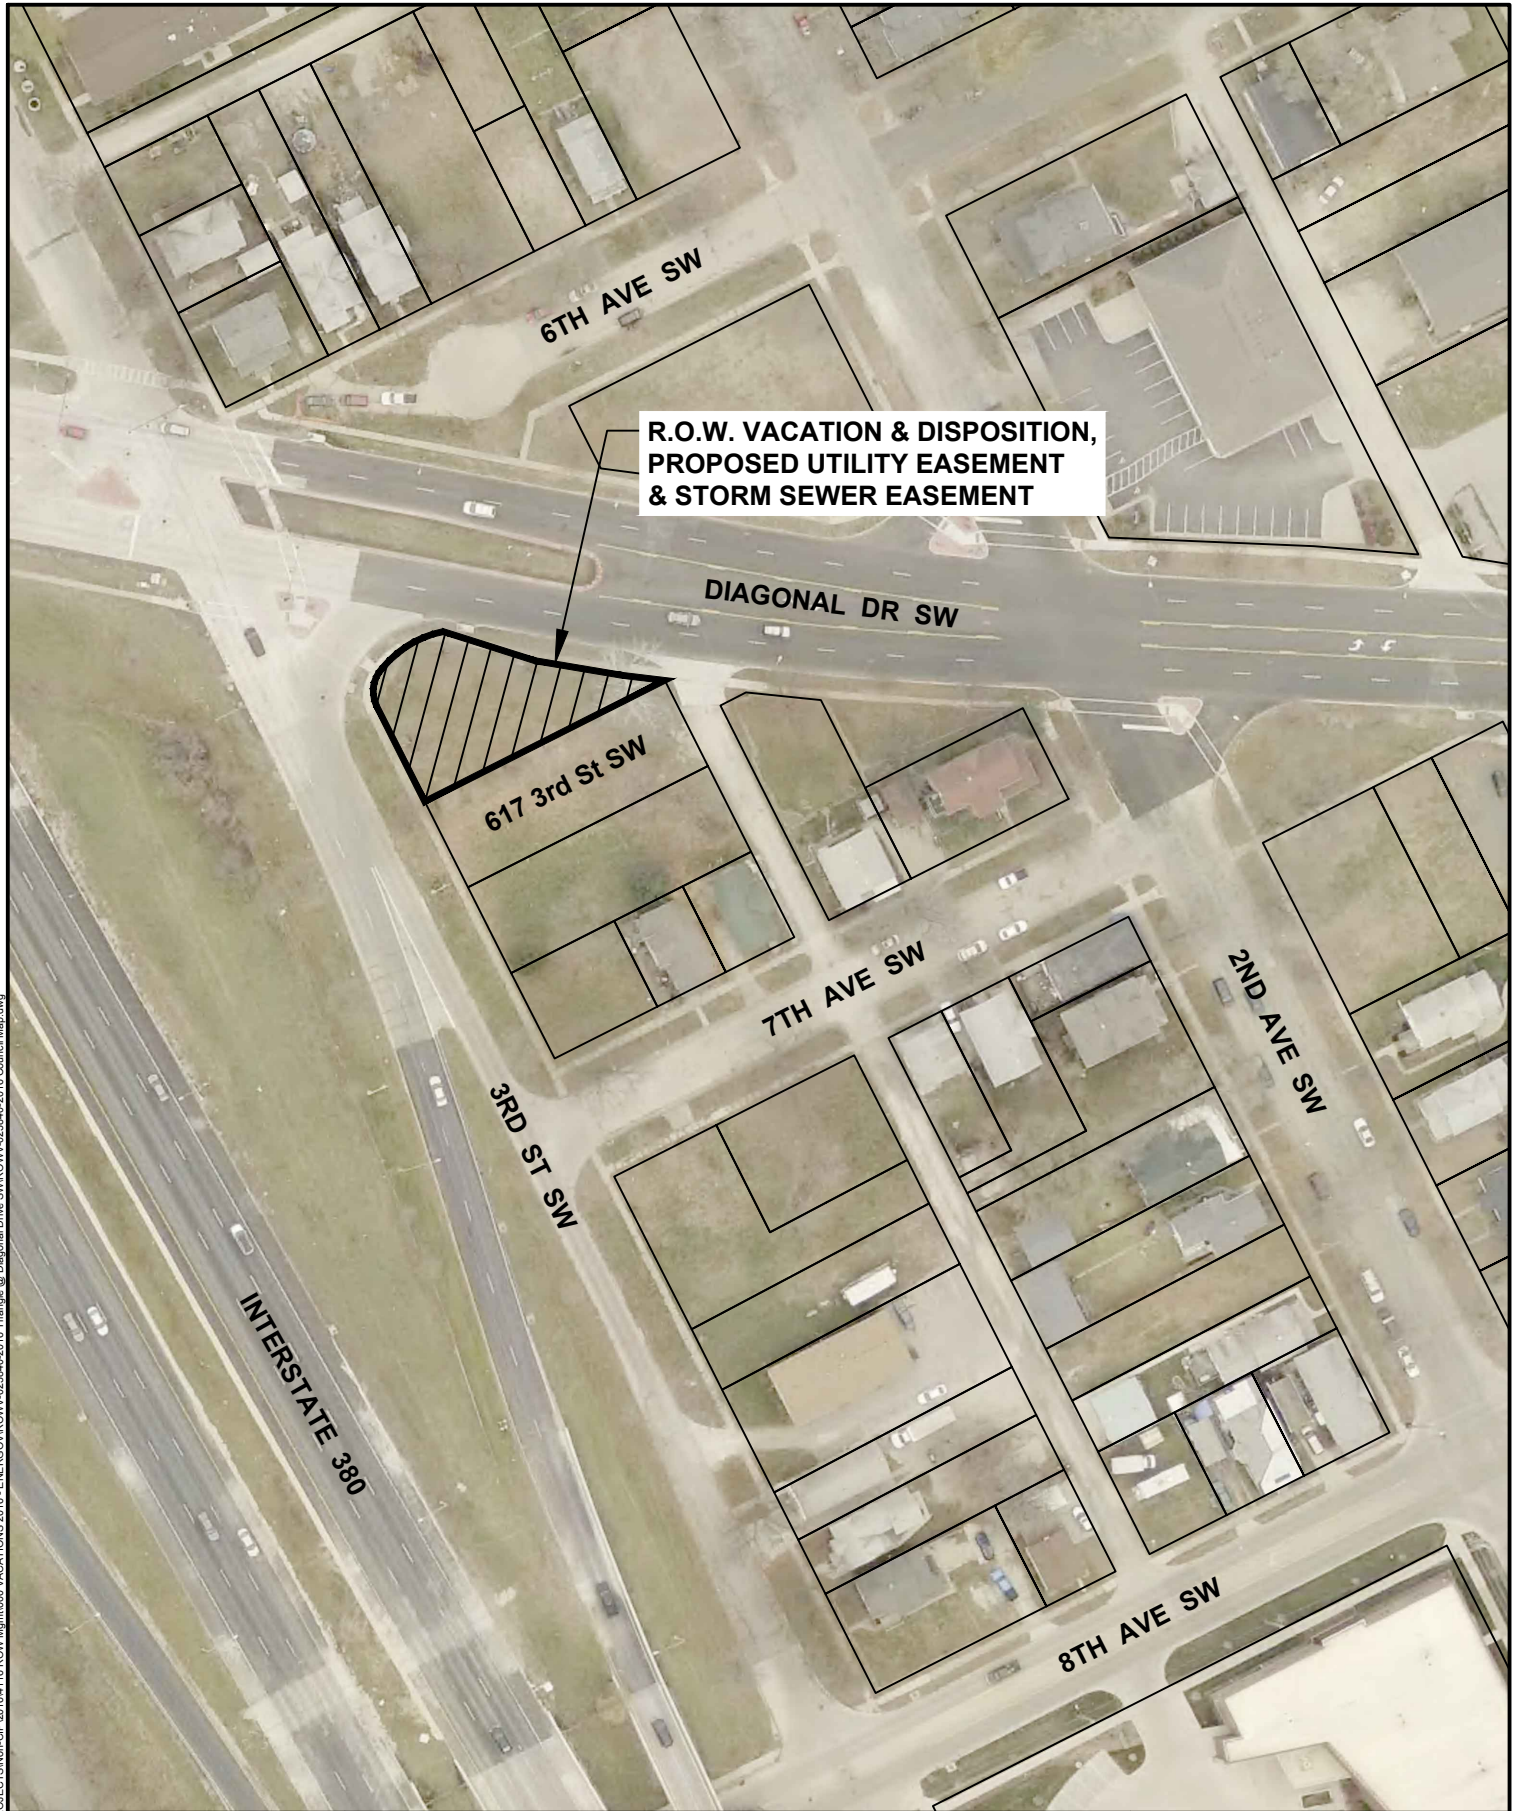 6TH AVE SW
R.O.W. VACATION & DISPOSITION,
PROPOSED UTILITY EASEMENT
& STORM SEWER EASEMENT
DIAGONAL DR SW
617 3rd St SW
7TH AVE SW
2ND AVE SW
3RD ST SW
INTERSTATE 380
8TH AVE SW